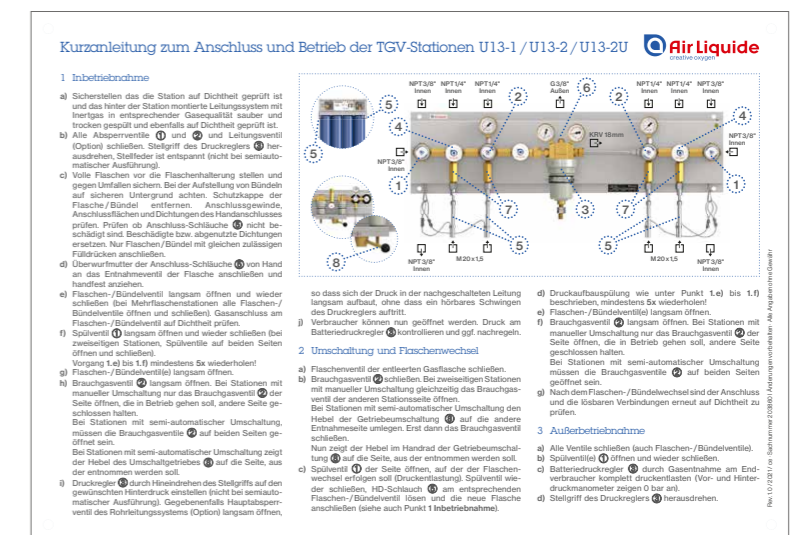 Kurzanleitung zum Anschluss und Betrieb der TGV-Stationen U13-1 / U13-2 / U13-2U
Air Liquide
creative oxygen
1 Inbetriebnahme
a) Sicherstellen das die Station auf Dichtheit geprüft ist
und das hinter der Station montierte Leitungssystem mit
Inertgas in entsprechender Gasequalität sauber und
trocken gespült und ebenfalls auf Dichtheit geprüft ist.
b) Alle Absperrventile ① und ② und Leitungsventil
(Option) schließen. Stellgriff des Druckreglers ③ her-
ausdrehen, Stellfeder ist entspannt (nicht bei semiauto-
matischer Ausführung).
c) Volle Flaschen vor die Flaschenhalterung stellen und
gegen Umfallen sichern. Bei der Aufstellung von Bündeln
auf sicheren Untergrund achten. Schutzkappe der
Flasche / Bündel entfernen. Anschlussgewinde,
Anschlussflächen und Dichtungen des Handanschlusses
prüfen. Prüfen ob Anschluss-Schläuche ⑤ nicht be-
schädigt sind. Beschädigte bzw. abgenutzte Dichtungen
ersetzen. Nur Flaschen/Bündel mit gleichen zulässigen
Fülldrücken anschließen.
d) Überwurfmutter der Anschluss-Schläuche ⑤ von Hand
an das Entnahmeventil der Flasche anschließen und
handfest anziehen.
e) Flaschen-/Bündelventil langsam öffnen und wieder
schließen (bei Mehrflaschenstationen alle Flaschen-/
Bündelventile öffnen und schließen). Gasanschluss am
Flaschen-/Bündelventil auf Dichtheit prüfen.
f) Spülventil ① langsam öffnen und wieder schließen (bei
zweiseitigen Stationen, Spülventile auf beiden Seiten
öffnen und schließen).
Vorgang 1.e) bis 1.f) mindestens 5x wiederholen!
g) Flaschen-/Bündelventil(e) langsam öffnen.
h) Brauchgasventil ② langsam öffnen. Bei Stationen mit
manueller Umschaltung nur das Brauchgasventil ② der
Seite öffnen, die in Betrieb gehen soll, andere Seite ge-
schlossen halten.
Bei Stationen mit semi-automatischer Umschaltung,
müssen die Brauchgasventile ② auf beiden Seiten ge-
öffnet sein.
Bei Stationen mit semi-automatischer Umschaltung zeigt
der Hebel des Umschaltgetriebes ⑧ auf die Seite, aus
der entnommen werden soll.
i) Druckregler ③ durch Hineindrehen des Stellgriffs auf den
gewünschten Hinterdruck einstellen (nicht bei semiauto-
matischer Ausführung). Gegebenenfalls Hauptabsperr-
ventil des Rohrleitungssystems (Option) langsam öffnen,
NPT3/8" Innen
NPT1/4" Innen
NPT1/4" Innen
G3/8" Außen
NPT1/4" Innen
NPT1/4" Innen
NPT3/8" Innen
5
4
2
6
2
4
KRV 18mm
NPT3/8" Innen
5
NPT3/8" Innen
1
7
3
7
1
5
5
8
NPT3/8" Innen
M20x1,5
M20x1,5
NPT3/8" Innen
so dass sich der Druck in der nachgeschalteten Leitung
langsam aufbaut, ohne dass ein hörbares Schwingen
des Druckreglers auftritt.
j) Verbraucher können nun geöffnet werden. Druck am
Batteriedruckregler ③ kontrollieren und ggf. nachregeln.
2 Umschaltung und Flaschenwechsel
a) Flaschenventil der entleerten Gasflasche schließen.
b) Brauchgasventil ② schließen. Bei zweiseitigen Stationen
mit manueller Umschaltung gleichzeitig das Brauchgas-
ventil der anderen Stationsseite öffnen.
Bei Stationen mit semi-automatischer Umschaltung den
Hebel der Getriebeumschaltung ⑧ auf die andere
Entnahmeseite umlegen. Erst dann das Brauchgasventil
schließen.
Nun zeigt der Hebel im Handrad der Getriebeumschal-
tung ⑧ auf die Seite, aus der entnommen werden soll.
c) Spülventil ① der Seite öffnen, auf der der Flaschen-
wechsel erfolgen soll (Druckentlastung). Spülventil wie-
der schließen, HD-Schlauch ⑤ am entsprechenden
Flaschen-/Bündelventil lösen und die neue Flasche
anschließen (siehe auch Punkt 1 Inbetriebnahme).
d) Druckaufbauspülung wie unter Punkt 1.e) bis 1.f)
beschrieben, mindestens 5x wiederholen!
e) Flaschen-/Bündelventil(e) langsam öffnen.
f) Brauchgasventil ② langsam öffnen. Bei Stationen mit
manueller Umschaltung nur das Brauchgasventil ② der
Seite öffnen, die in Betrieb gehen soll, andere Seite
geschlossen halten.
Bei Stationen mit semi-automatischer Umschaltung
müssen die Brauchgasventile ② auf beiden Seiten
geöffnet sein.
g) Nach dem Flaschen-/Bündelwechsel sind der Anschluss
und die lösbaren Verbindungen erneut auf Dichtheit zu
prüfen.
3 Außerbetriebnahme
a) Alle Ventile schließen (auch Flaschen-/Bündelventile).
b) Spülventil(e) ① öffnen und wieder schließen.
c) Batteriedruckregler ③ durch Gasentnahme am End-
verbraucher komplett druckentlasten (Vor- und Hinter-
druckmanometer zeigen 0 bar an).
d) Stellgriff des Druckreglers ③ herausdrehen.